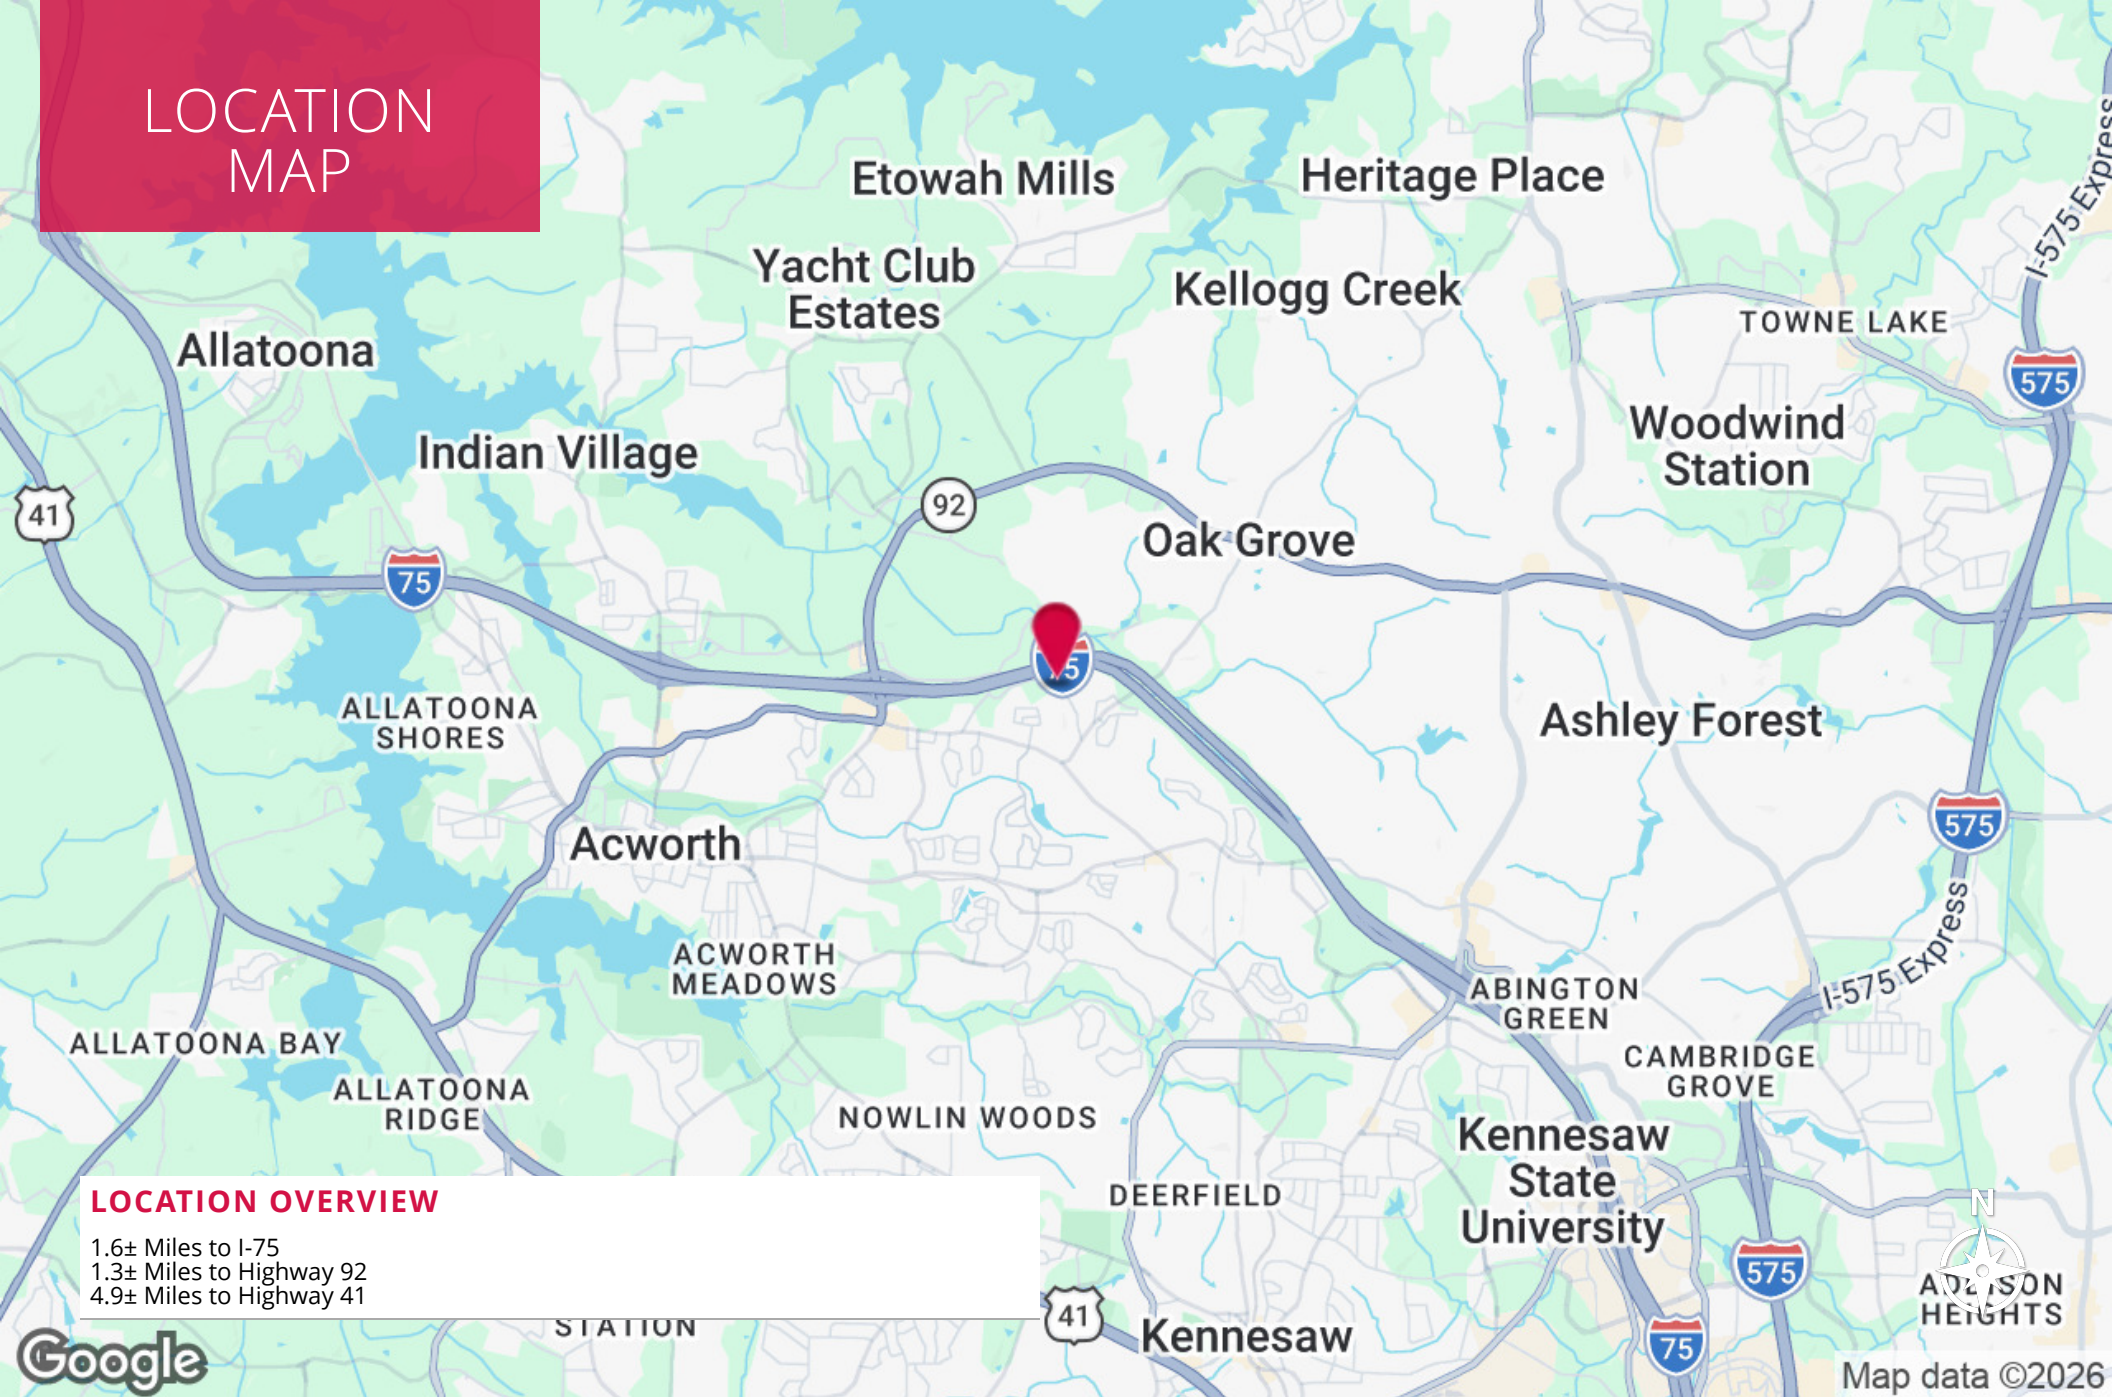 LOCATION
MAP
Etowah Mills
Heritage Place
I-575 Express
Yacht Club
Estates
Kellogg Creek
TOWNE LAKE
Allatoona
575
Woodwind
Station
Indian Village
41
92
Oak Grove
75
ALLATOONA
SHORES
Ashley Forest
Acworth
575
ACWORTH
MEADOWS
I-575 Express
ABINGTON
GREEN
ALLATOONA BAY
CAMBRIDGE
GROVE
ALLATOONA
RIDGE
NOWLIN WOODS
Kennesaw
State
University
DEERFIELD
LOCATION OVERVIEW
1.6± Miles to I-75
1.3± Miles to Highway 92
4.9± Miles to Highway 41
N
575
ADDISON
HEIGHTS
STATION
41
Kennesaw
75
Google
Map data ©2026